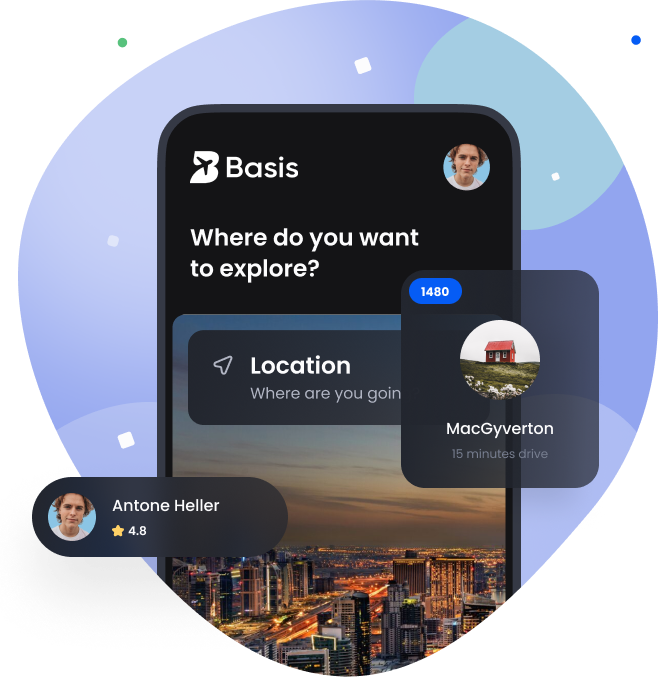 Basis
Where do you want
to explore?
1480
Location
Where are you goin
MacGyverton
15 minutes drive
Antone Heller
4.8